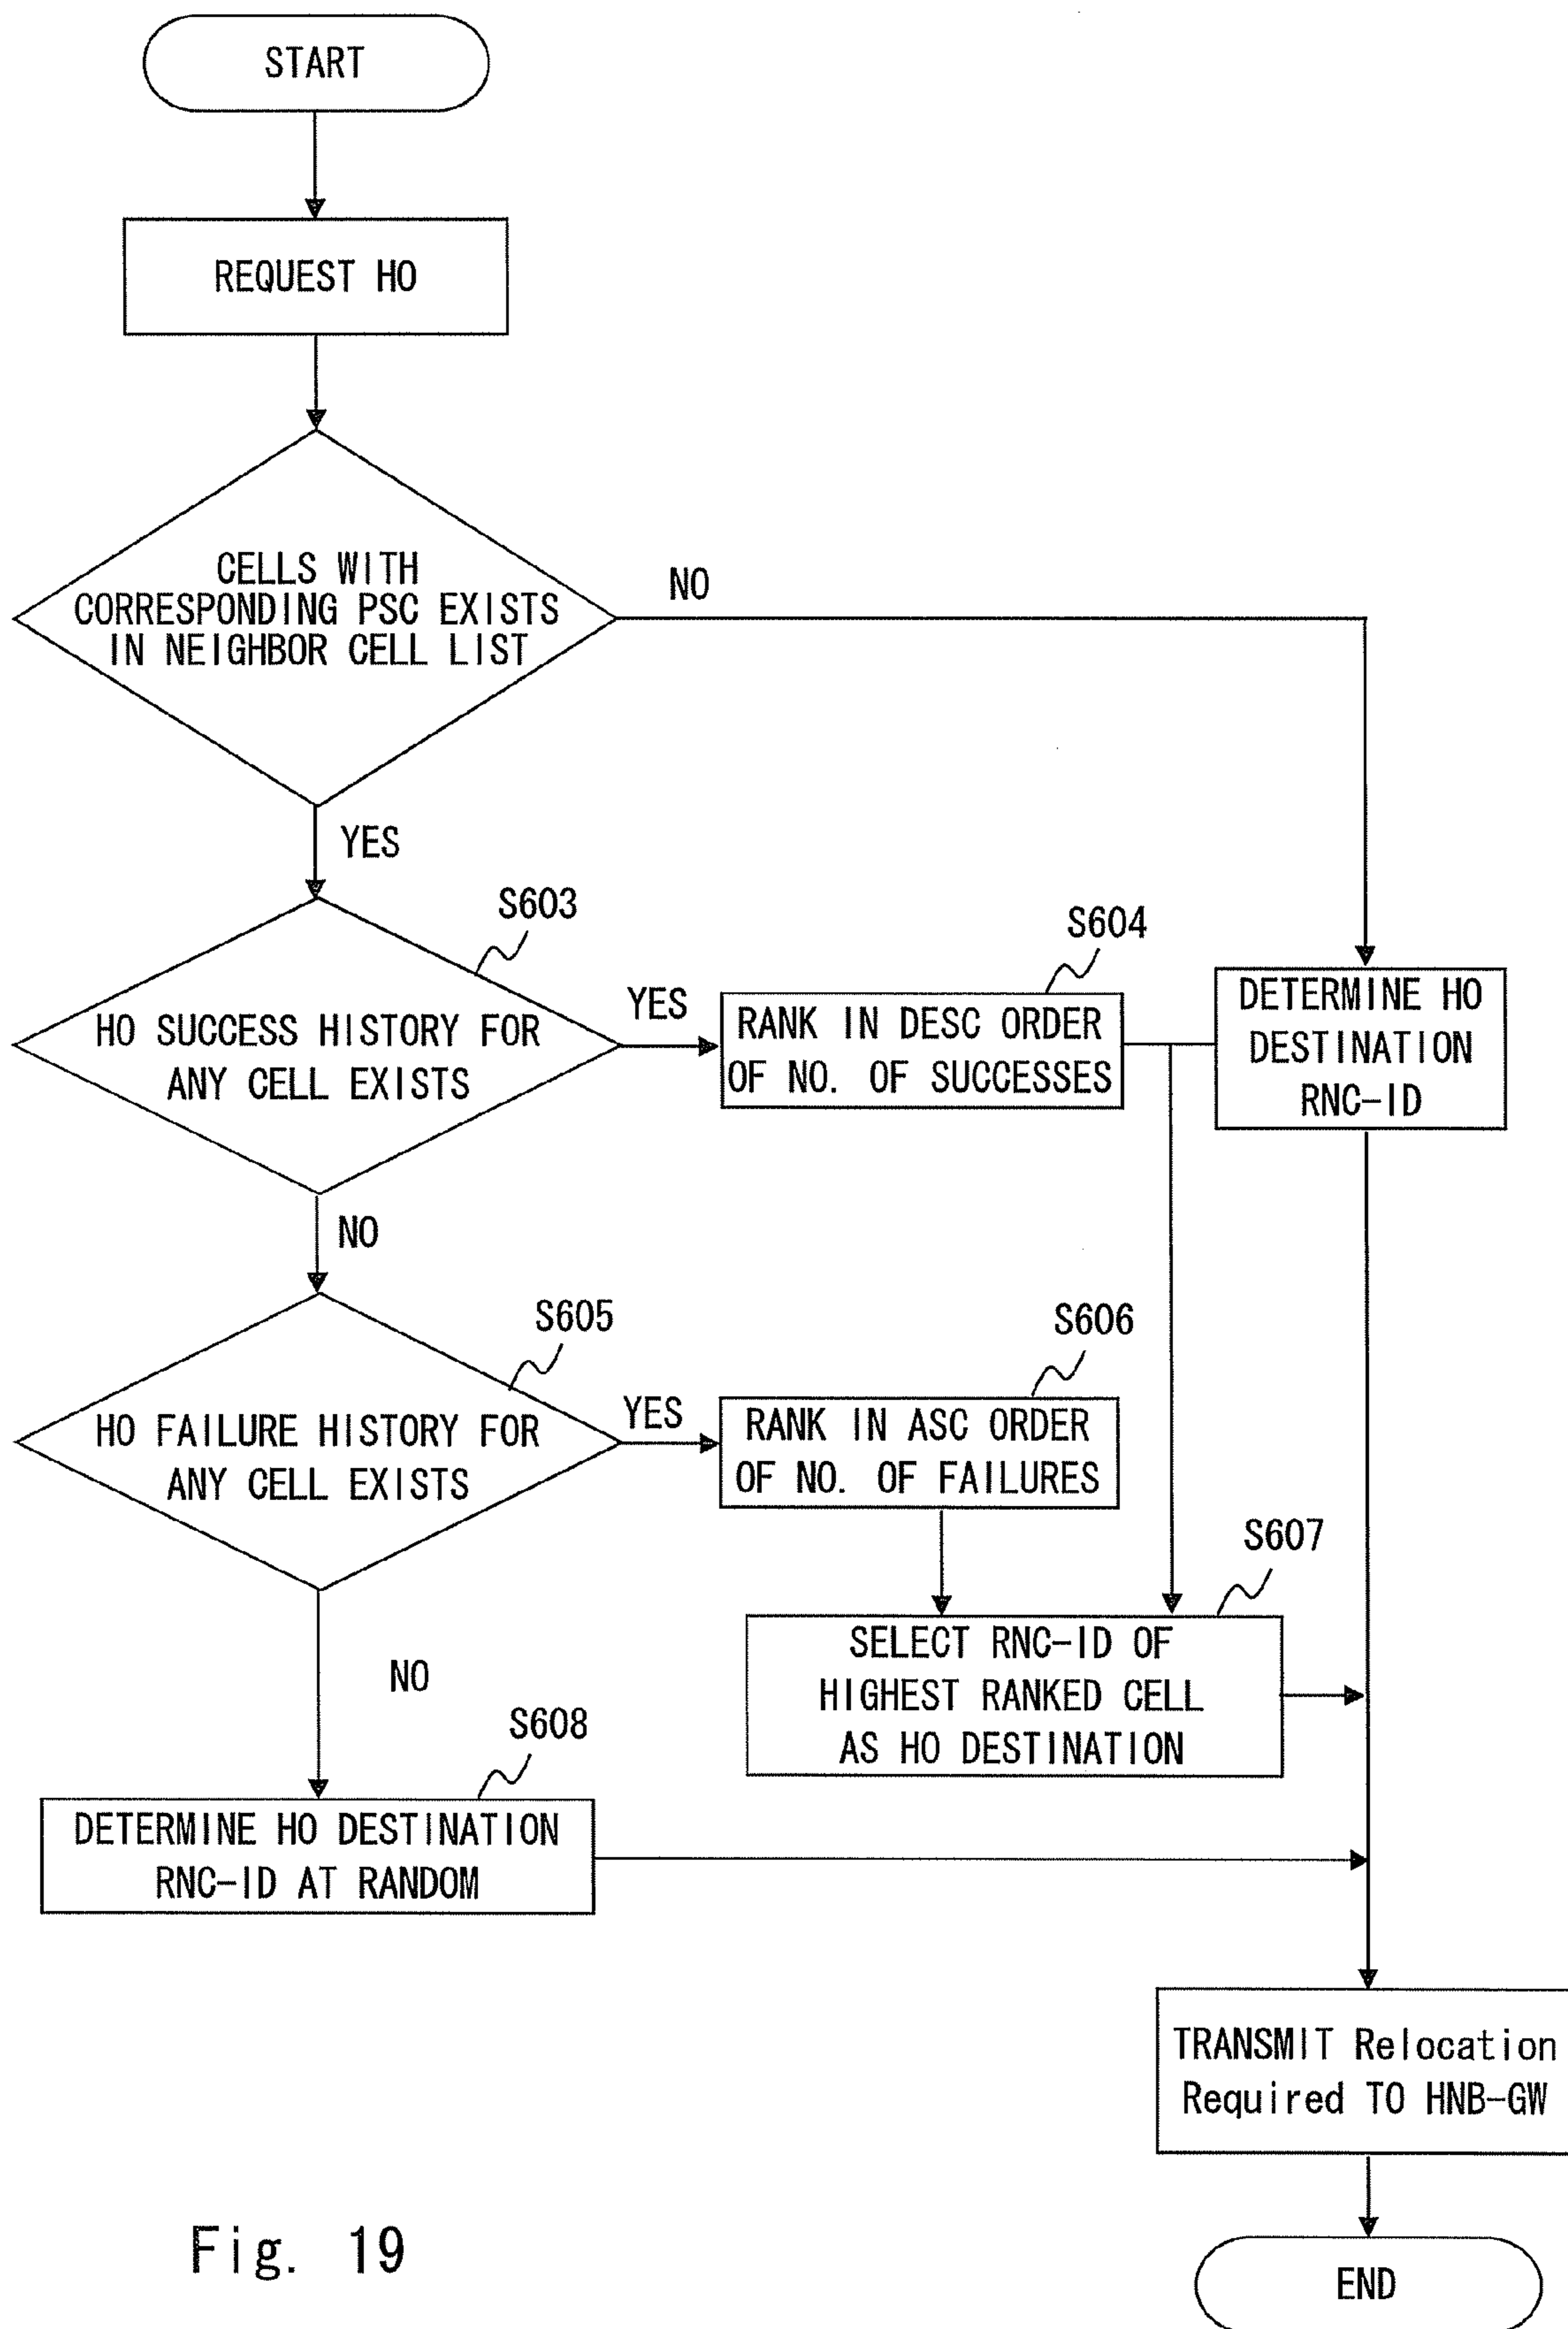 START
REQUEST HO
CELLS WITH
CORRESPONDING PSC EXISTS
IN NEIGHBOR CELL LIST
NO
YES
S603
HO SUCCESS HISTORY FOR
ANY CELL EXISTS
YES
S604
RANK IN DESC ORDER
OF NO. OF SUCCESSES
DETERMINE HO
DESTINATION
RNC-ID
NO
S605
HO FAILURE HISTORY FOR
ANY CELL EXISTS
YES
S606
RANK IN ASC ORDER
OF NO. OF FAILURES
S607
SELECT RNC-ID OF
HIGHEST RANKED CELL
AS HO DESTINATION
NO
S608
DETERMINE HO DESTINATION
RNC-ID AT RANDOM
TRANSMIT Relocation
Required TO HNB-GW
END
Fig. 19